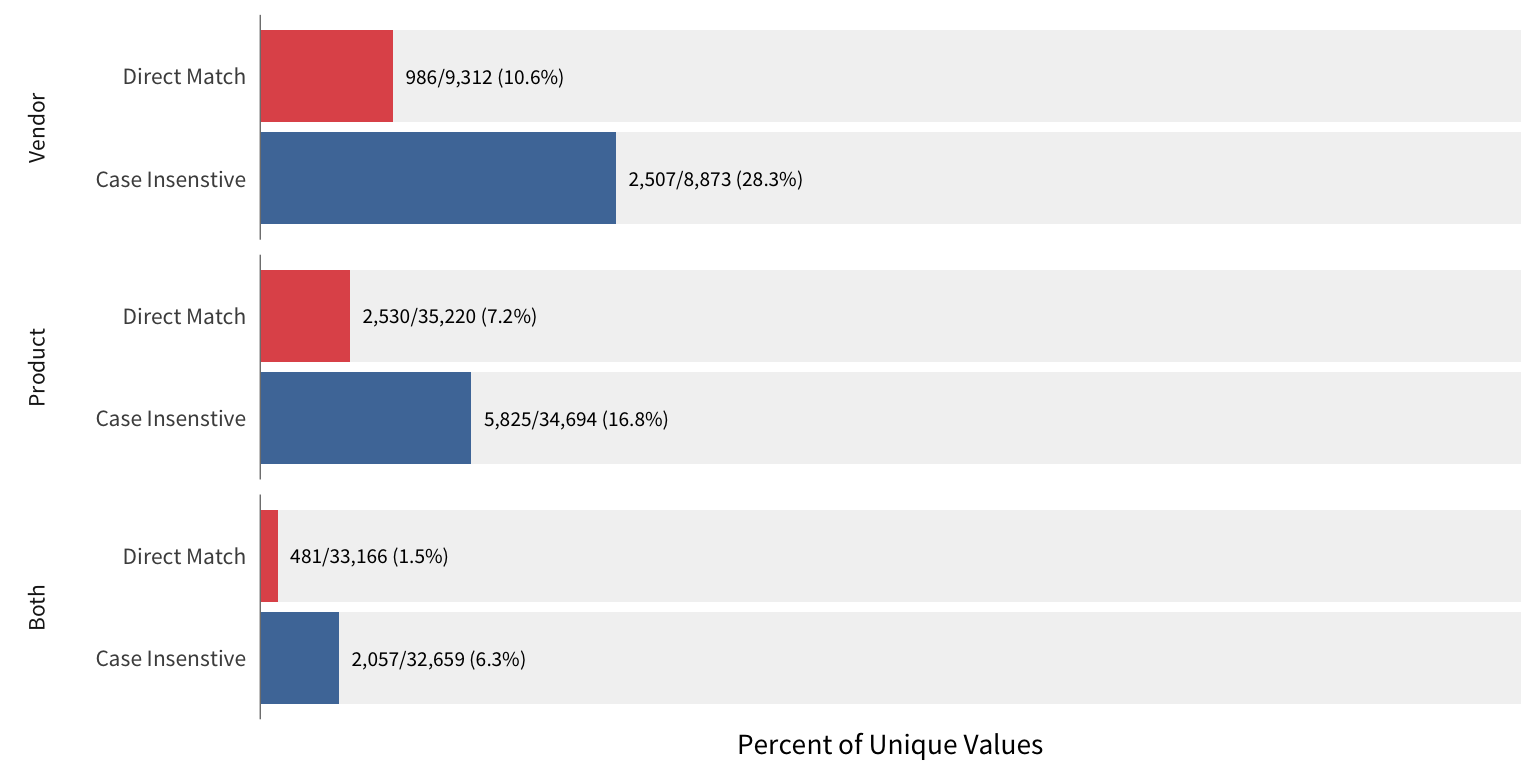 Vendor
Direct Match
986/9,312 (10.6%)
Case Insenstive
2,507/8,873 (28.3%)
Product
Direct Match
2,530/35,220 (7.2%)
Case Insenstive
5,825/34,694 (16.8%)
Both
Direct Match
481/33,166 (1.5%)
Case Insenstive
2,057/32,659 (6.3%)
Percent of Unique Values